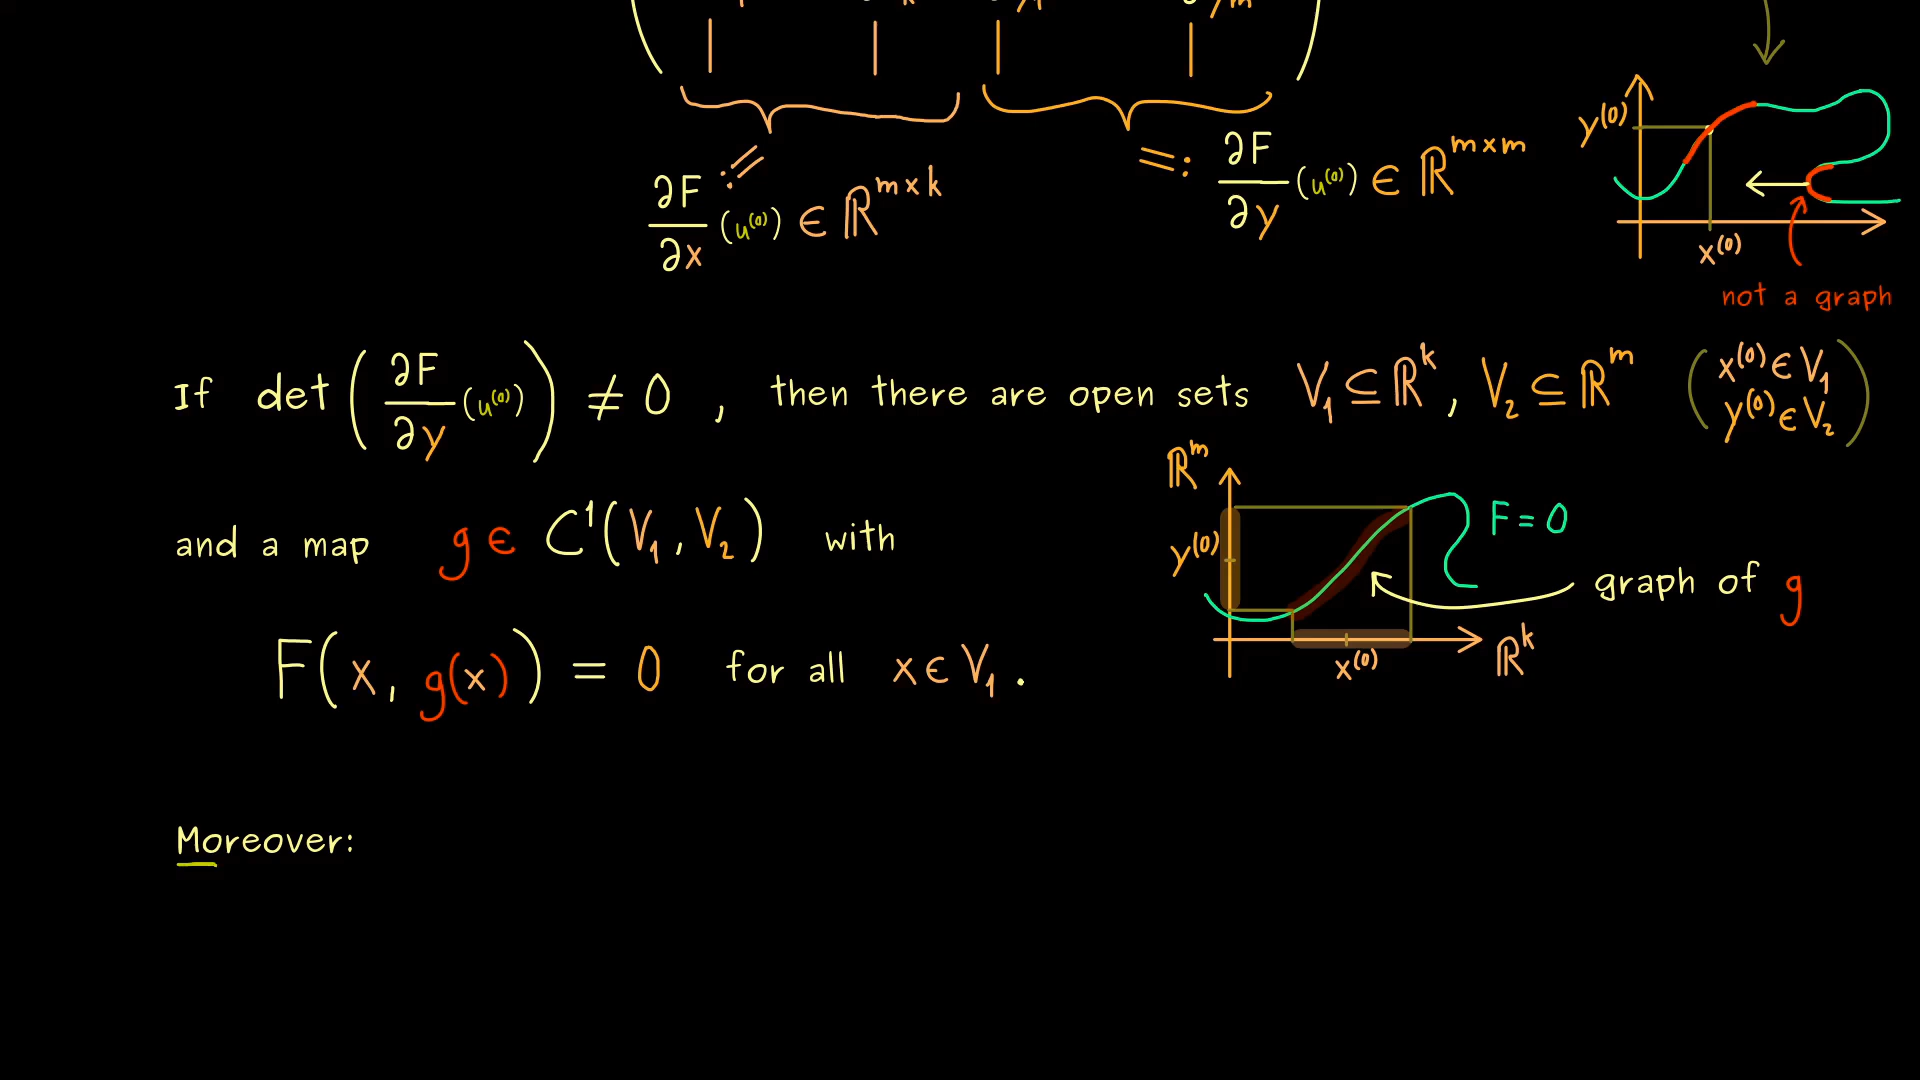 ∂F/∂x (u⁽⁰⁾) ∈ ℝ^{m×k}
=: ∂F/∂y (u⁽⁰⁾) ∈ ℝ^{m×m}
y⁽⁰⁾
x⁽⁰⁾
not a graph
If det(∂F/∂y (u⁽⁰⁾)) ≠ 0 , then there are open sets V₁ ⊆ ℝ^k , V₂ ⊆ ℝ^m (x⁽⁰⁾ ∈ V₁
y⁽⁰⁾ ∈ V₂)
and a map g ∈ C¹(V₁, V₂) with
ℝ^m
F = 0
y⁽⁰⁾
graph of g
x⁽⁰⁾
ℝ^k
F(x, g(x)) = 0 for all x ∈ V₁ .
Moreover: